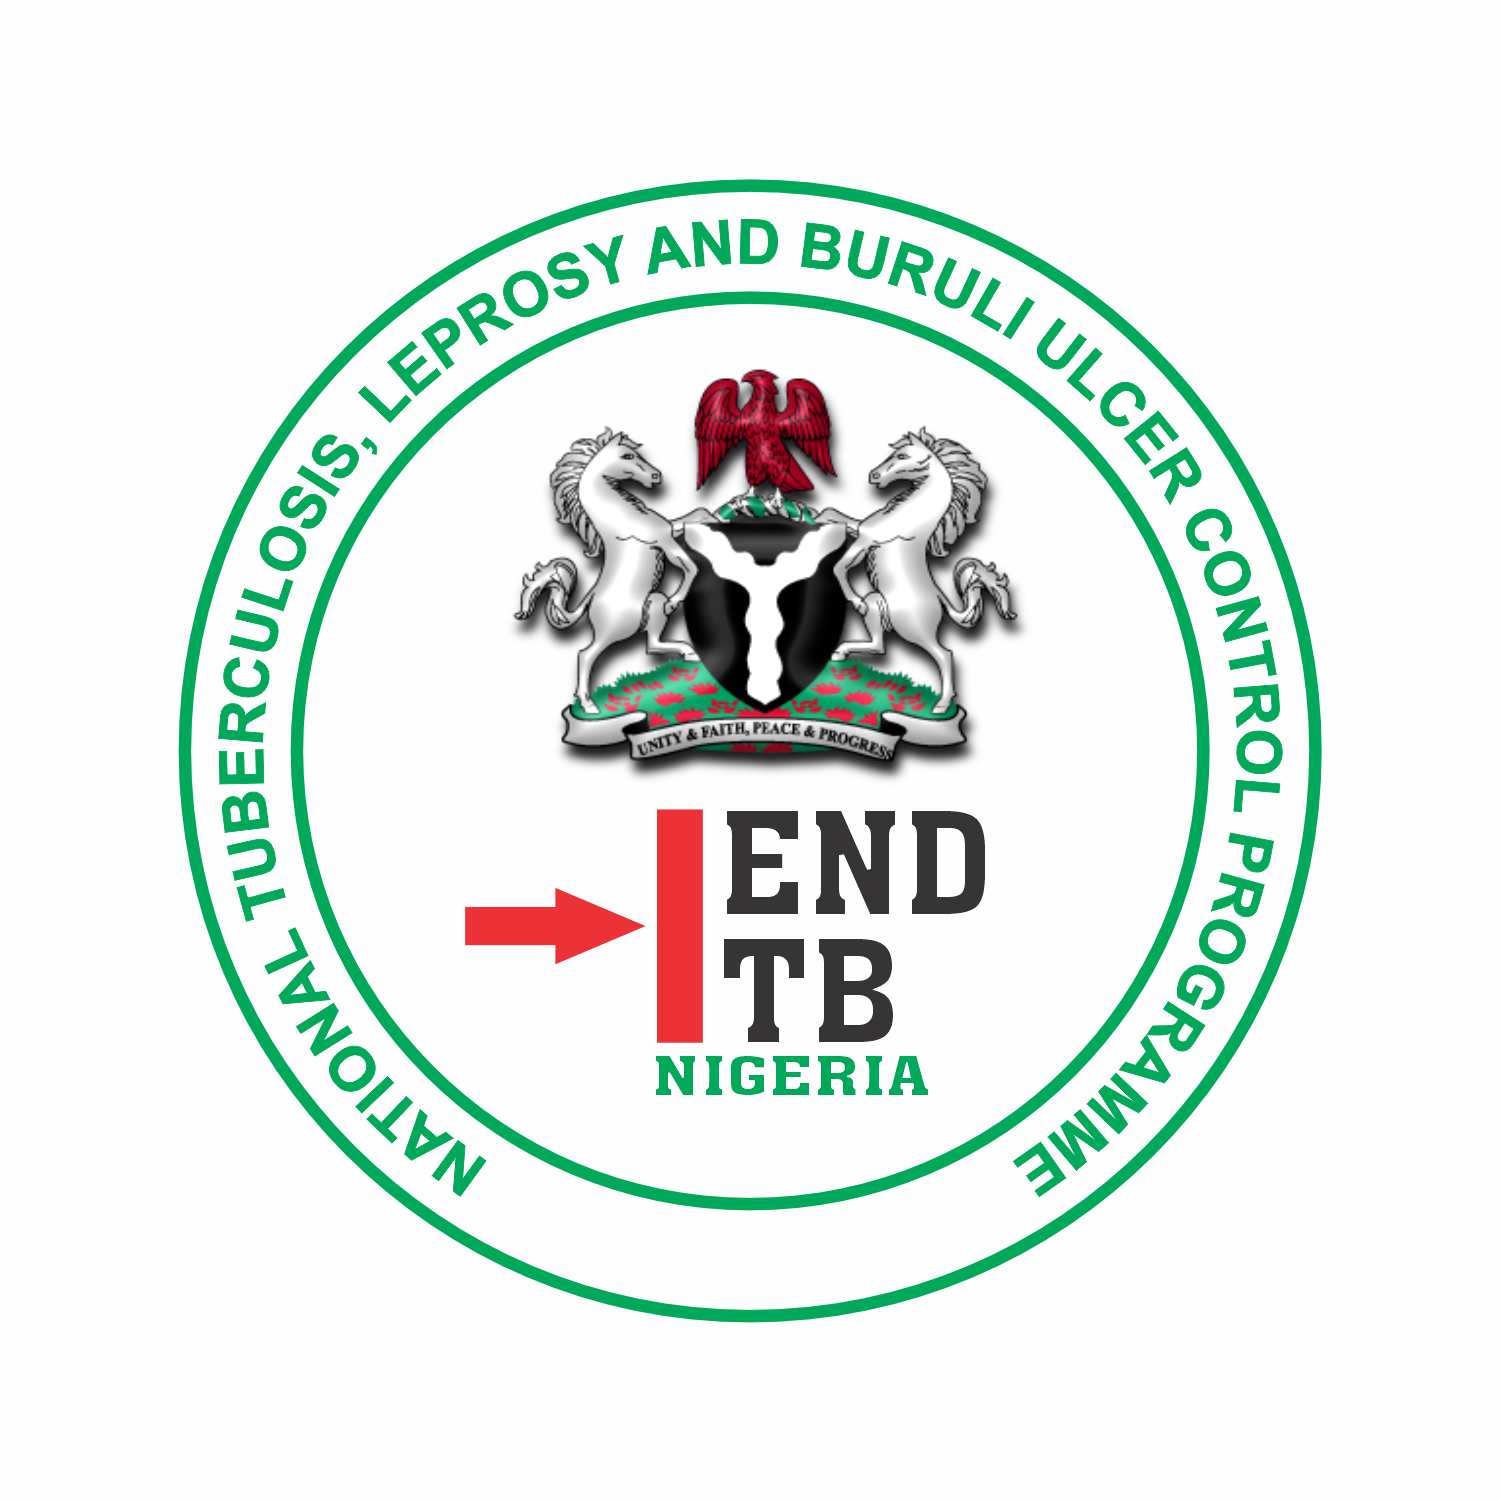 NATIONAL TUBERCULOSIS, LEPROSY AND BURULI ULCER CONTROL PROGRAMME
UNITY & FAITH, PEACE & PROGRESS
END
TB
NIGERIA